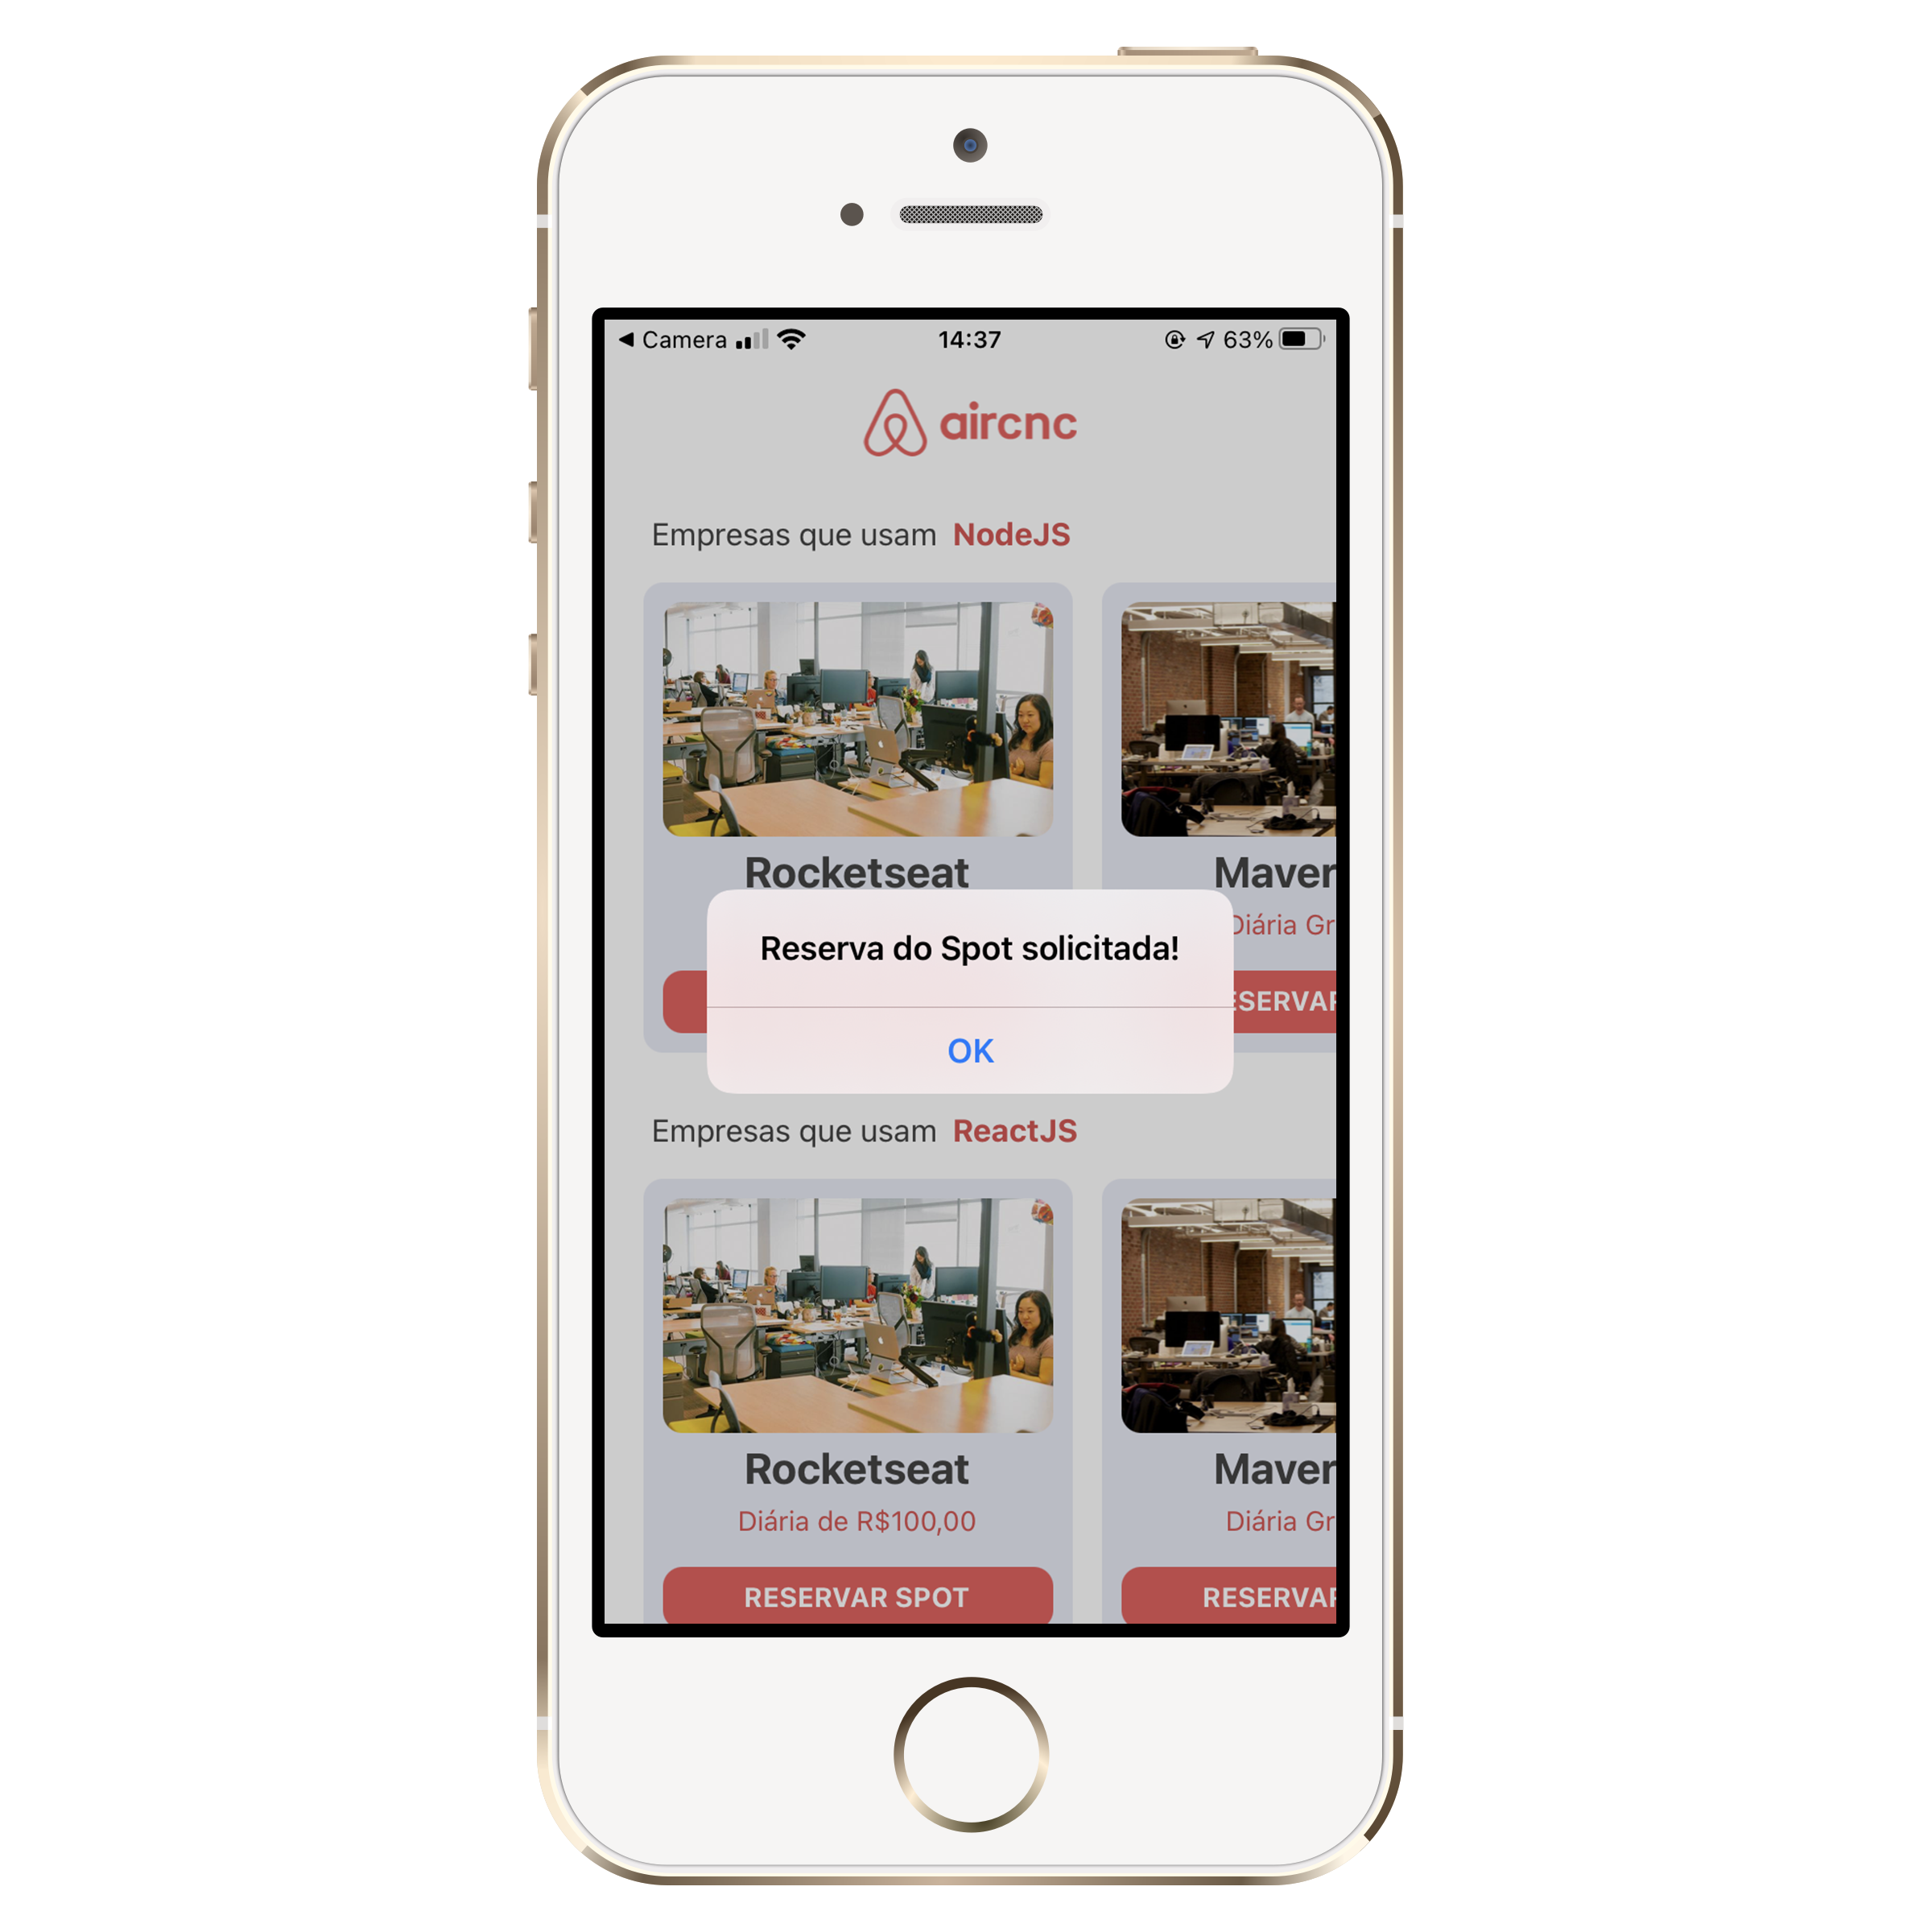 Camera 14:37 63%
aircnc
Empresas que usam NodeJS
Rocketseat Maver
Diária Gr
ESERVAR
Reserva do Spot solicitada!
OK
Empresas que usam ReactJS
Rocketseat Maver
Diária de R$100,00 Diária Gr
RESERVAR SPOT RESERVAR